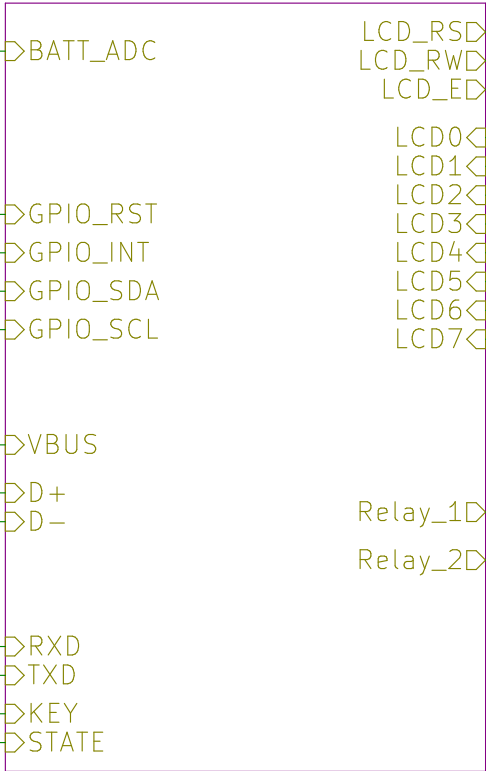 BATT_ADC
GPIO_RST
GPIO_INT
GPIO_SDA
GPIO_SCL
VBUS
D+
D-
RXD
TXD
KEY
STATE
LCD_RS
LCD_RW
LCD_E
LCD0
LCD1
LCD2
LCD3
LCD4
LCD5
LCD6
LCD7
Relay_1
Relay_2